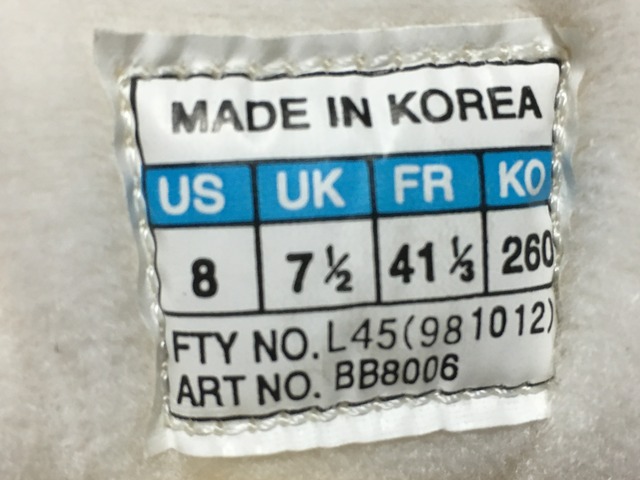 MADE IN KOREA
US UK FR KO
8 7½ 41⅓ 260
FTY NO. L45(981012)
ART NO. BB8006